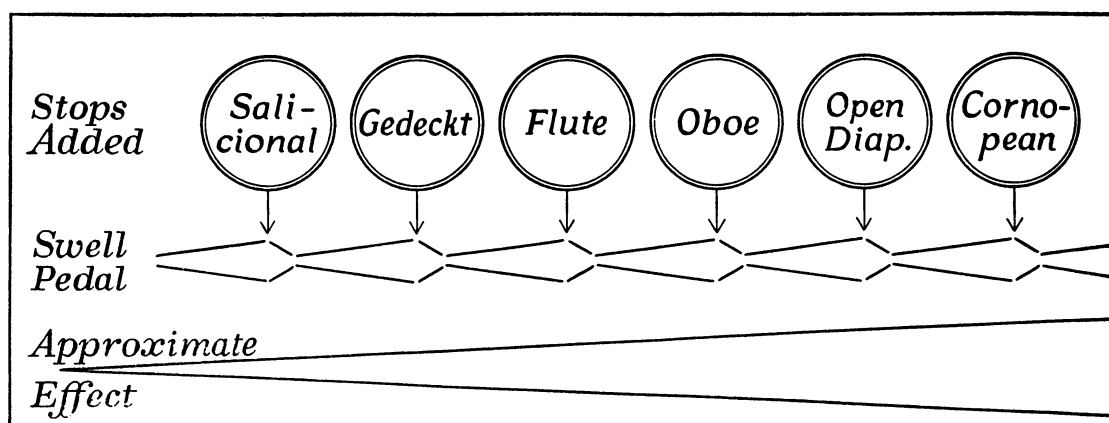 Stops
Added
Sali-
cional
Gedeckt
Flute
Oboe
Open
Diap.
Corno-
pean
Swell
Pedal
Approximate
Effect